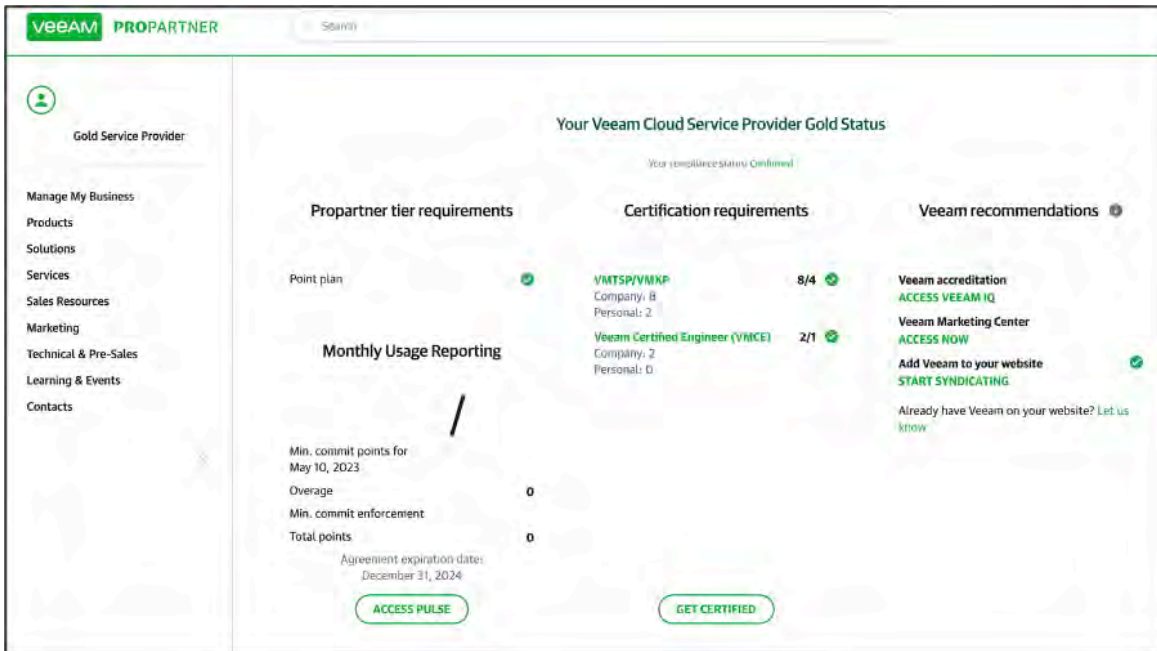 veeAM PROPARTNER
Search
Gold Service Provider
Manage My Business
Products
Solutions
Services
Sales Resources
Marketing
Technical & Pre-Sales
Learning & Events
Contacts
Your Veeam Cloud Service Provider Gold Status
Your compliance status: Confirmed
Propartner tier requirements
Point plan
Monthly Usage Reporting
/
Min. commit points for
May 10, 2023
Overage 0
Min. commit enforcement
Total points 0
Agreement expiration date:
December 31, 2024
ACCESS PULSE
Certification requirements
VMTSP/VMXP 8/4
Company: 8
Personal: 2
Veeam Certified Engineer (VMCE) 2/1
Company: 2
Personal: 0
GET CERTIFIED
Veeam recommendations
Veeam accreditation
ACCESS VEEAM IQ
Veeam Marketing Center
ACCESS NOW
Add Veeam to your website
START SYNDICATING
Already have Veeam on your website? Let us
know